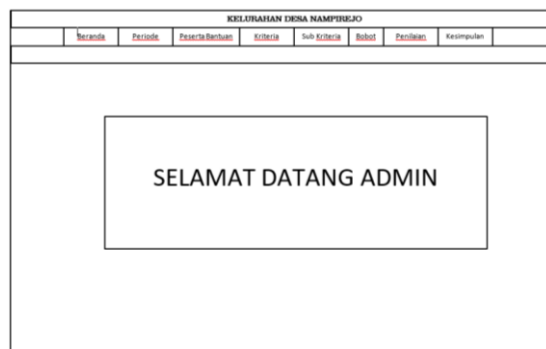 KELURAHAN DESA NAMPIREJO
Beranda Periode Peserta Bantuan Kriteria Sub Kriteria Bobot Penilaian Kesimpulan
SELAMAT DATANG ADMIN